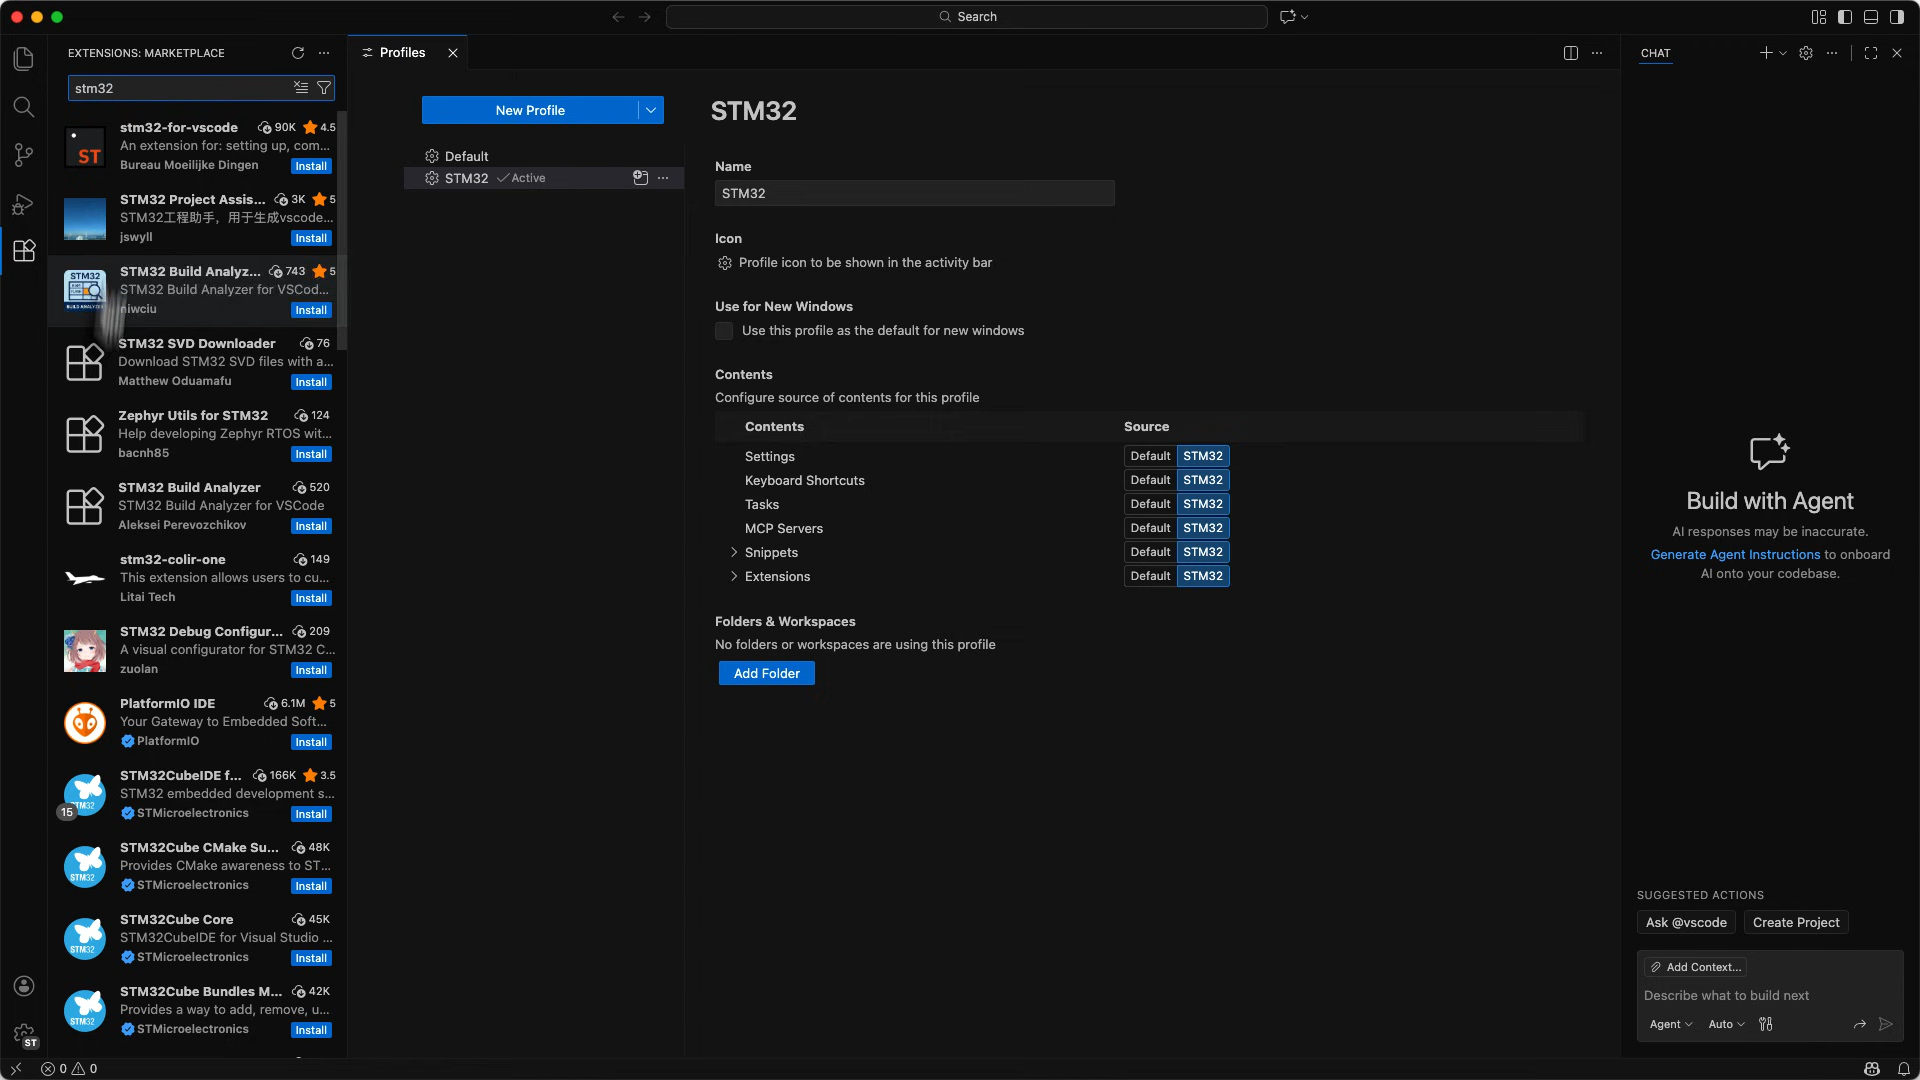 Search
EXTENSIONS: MARKETPLACE
stm32
stm32-for-vscode 90K 4.5
An extension for: setting up, com...
Bureau Moeilijke Dingen Install
STM32 Project Assis... 3K 5
STM32工程助手，用于生成vscode...
jswyll Install
STM32 Build Analyz... 743 5
STM32 Build Analyzer for VSCod...
niwciu Install
STM32 SVD Downloader 76
Download STM32 SVD files with a...
Matthew Oduamafu Install
Zephyr Utils for STM32 124
Help developing Zephyr RTOS wit...
bacnh85 Install
STM32 Build Analyzer 520
STM32 Build Analyzer for VSCode
Aleksei Perevozchikov Install
stm32-colir-one 149
This extension allows users to cu...
Litai Tech Install
STM32 Debug Configur... 209
A visual configurator for STM32 C...
zuolan Install
PlatformIO IDE 6.1M 5
Your Gateway to Embedded Soft...
PlatformIO Install
STM32CubeIDE f... 166K 3.5
STM32 embedded development s...
STMicroelectronics Install
15
STM32Cube CMake Su... 48K
Provides CMake awareness to ST...
STMicroelectronics Install
STM32Cube Core 45K
STM32CubeIDE for Visual Studio ...
STMicroelectronics Install
STM32Cube Bundles M... 42K
Provides a way to add, remove, u...
STMicroelectronics Install
ST
0 0
Profiles
New Profile
Default
STM32 Active
STM32
Name
STM32
Icon
Profile icon to be shown in the activity bar
Use for New Windows
Use this profile as the default for new windows
Contents
Configure source of contents for this profile
Contents Source
Settings Default STM32
Keyboard Shortcuts Default STM32
Tasks Default STM32
MCP Servers Default STM32
Snippets Default STM32
Extensions Default STM32
Folders & Workspaces
No folders or workspaces are using this profile
Add Folder
CHAT
Build with Agent
AI responses may be inaccurate.
Generate Agent Instructions to onboard
AI onto your codebase.
SUGGESTED ACTIONS
Ask @vscode Create Project
Add Context...
Describe what to build next
Agent Auto